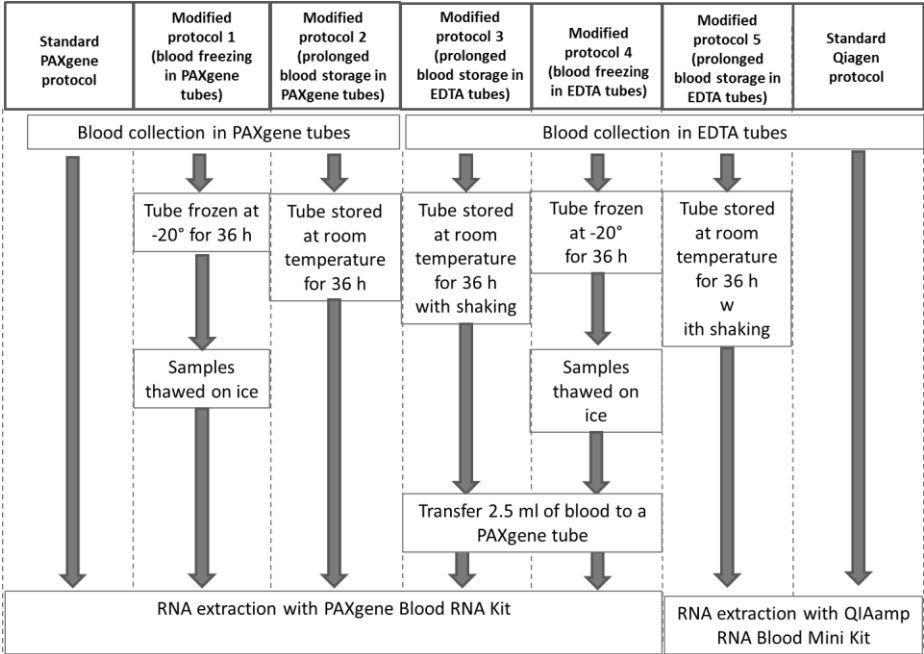 Standard
PAXgene
protocol
Modified
protocol 1
(blood freezing
in PAXgene
tubes)
Modified
protocol 2
(prolonged
blood storage in
PAXgene tubes)
Modified
protocol 3
(prolonged
blood storage in
EDTA tubes)
Modified
protocol 4
(blood freezing
in EDTA tubes)
Modified
protocol 5
(prolonged
blood storage in
EDTA tubes)
Standard
Qiagen
protocol
Blood collection in PAXgene tubes
Blood collection in EDTA tubes
Tube frozen at
-20° for 36 h
Tube stored
at room
temperature
for 36 h
Tube stored
at room
temperature
for 36 h
with shaking
Tube frozen
at -20°
for 36 h
Tube stored
at room
temperature
for 36 h
w
ith shaking
Samples
thawed on ice
Samples
thawed on
ice
Transfer 2.5 ml of blood to a
PAXgene tube
RNA extraction with PAXgene Blood RNA Kit
RNA extraction with QIAamp
RNA Blood Mini Kit